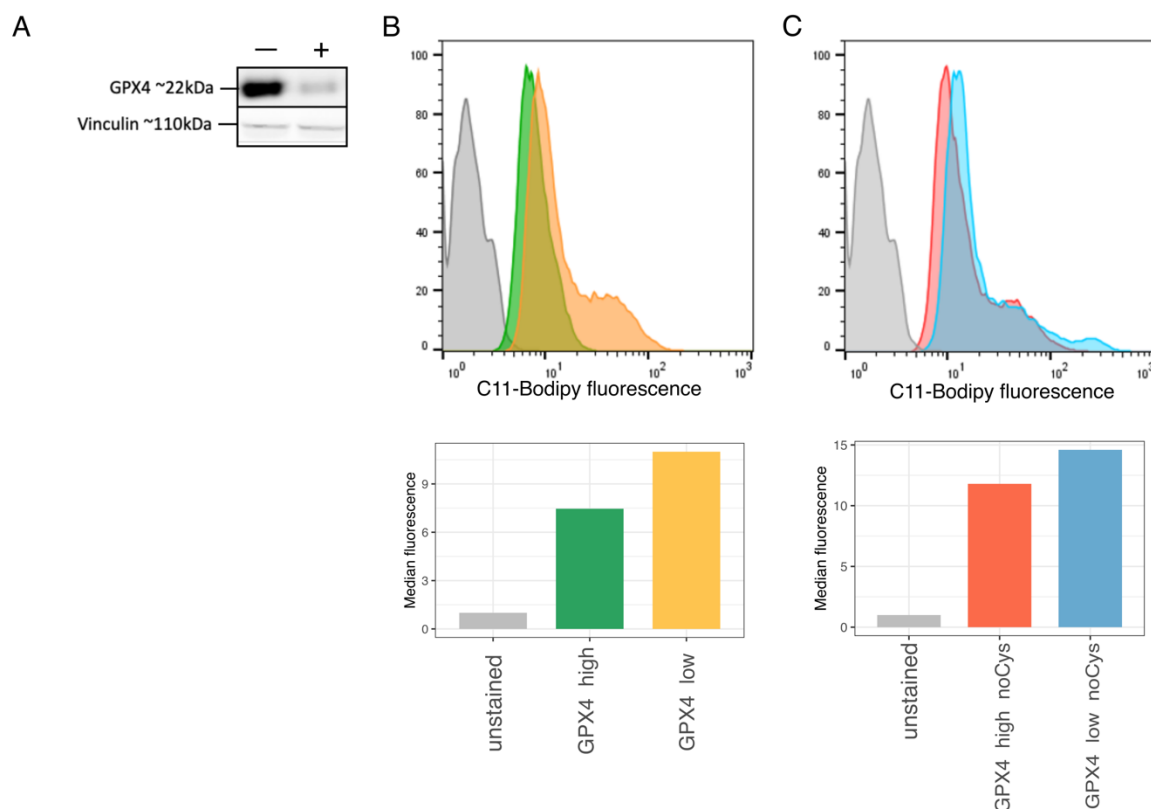 A
— +
GPX4 ~22kDa
Vinculin ~110kDa
B
100
80
60
40
20
0
10⁰ 10¹ 10² 10³
C11-Bodipy fluorescence
C
100
80
60
40
20
0
10⁰ 10¹ 10² 10³
C11-Bodipy fluorescence
Median fluorescence
9
6
3
0
unstained
GPX4 high
GPX4 low
Median fluorescence
15
10
5
0
unstained
GPX4 high noCys
GPX4 low noCys